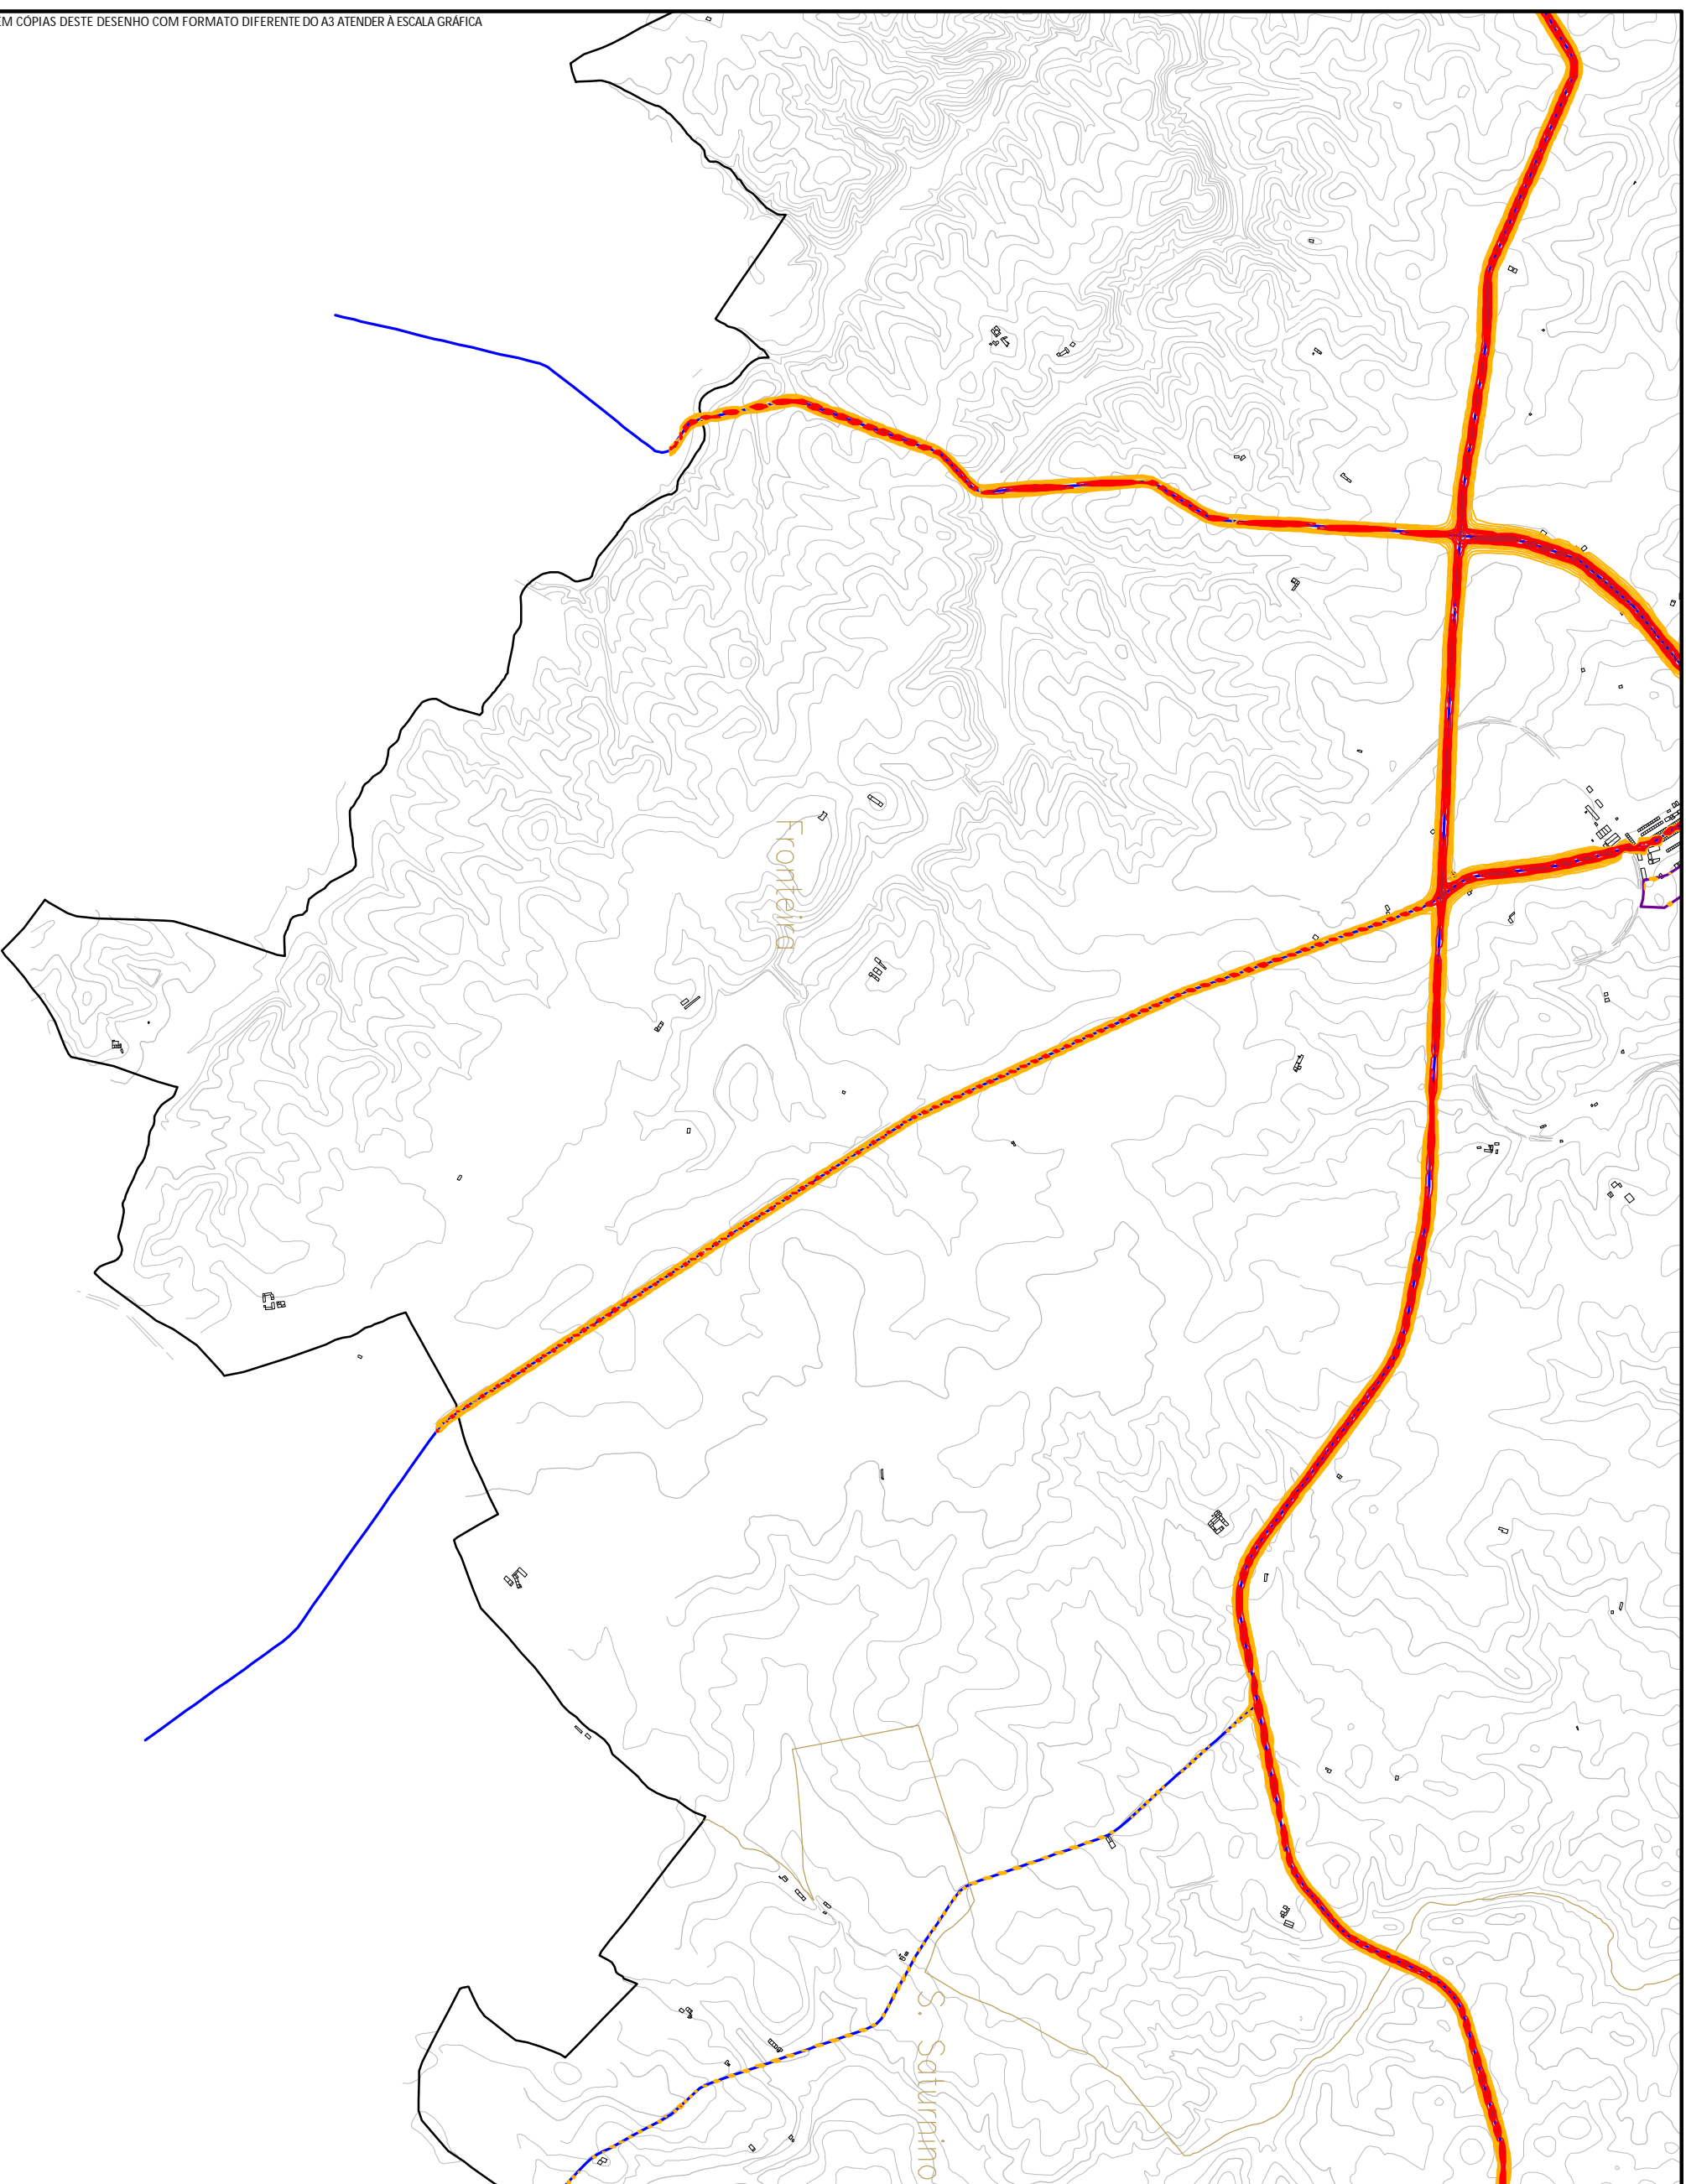 EM CÓPIAS DESTE DESENHO COM FORMATO DIFERENTE DO A3 ATENDER À ESCALA GRÁFICA
Fronteira
S. Saturnino